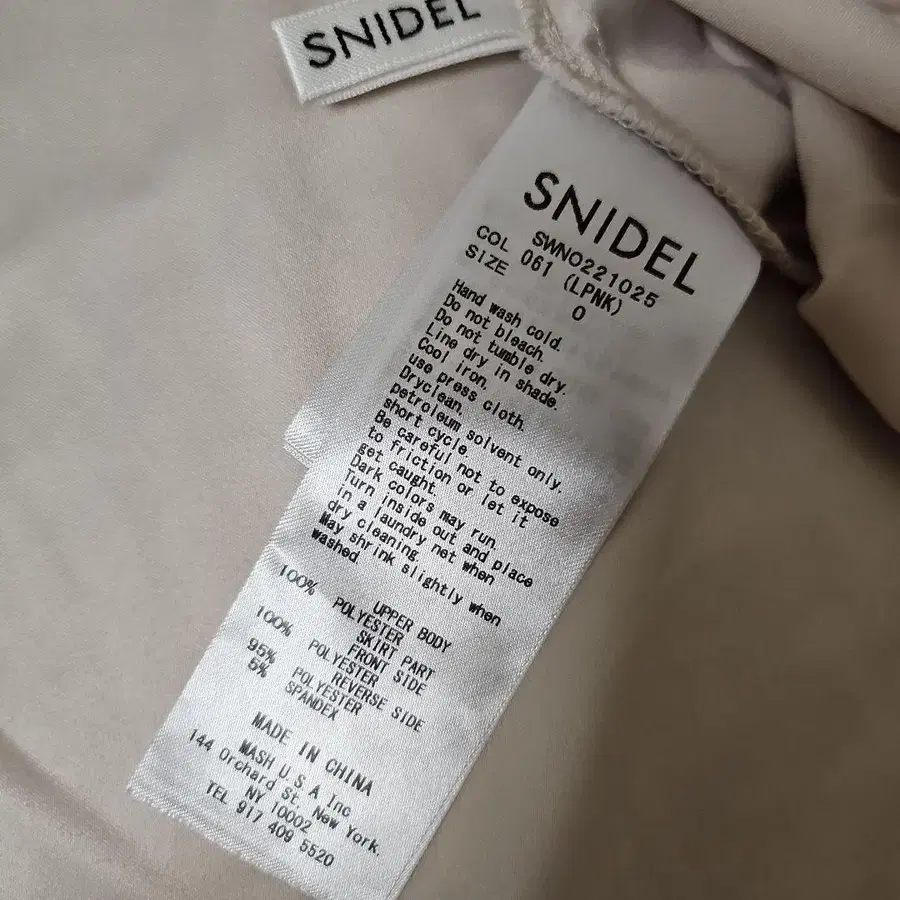 SNIDEL
SNIDEL
SWNO221025
COL 061 (LPNK)
SIZE 0
Hand wash cold.
Do not bleach.
Do not tumble dry.
Line dry in shade.
Cool iron.
use press cloth.
Dryclean,
petroleum solvent only.
short cycle
Be careful not to expose
to friction or let it
get caught.
Dark colors may run.
Turn inside out and place
in a laundry net when
dry cleaning.
May shrink slightly when
washed.
UPPER BODY
100% POLYESTER
SKIRT PART
FRONT SIDE
100% POLYESTER
REVERSE SIDE
95% POLYESTER
5% SPANDEX
MADE IN CHINA
MASH U.S.A Inc.
144 Orchard St, New York.
NY 10002
TEL 917 409 5520